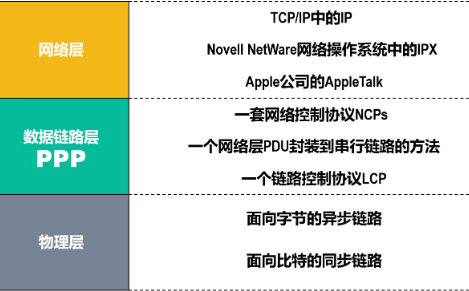 网络层
TCP/IP中的IP
Novell NetWare网络操作系统中的IPX
Apple公司的AppleTalk
数据链路层
PPP
一套网络控制协议NCPs
一个网络层PDU封装到串行链路的方法
一个链路控制协议LCP
物理层
面向字节的异步链路
面向比特的同步链路